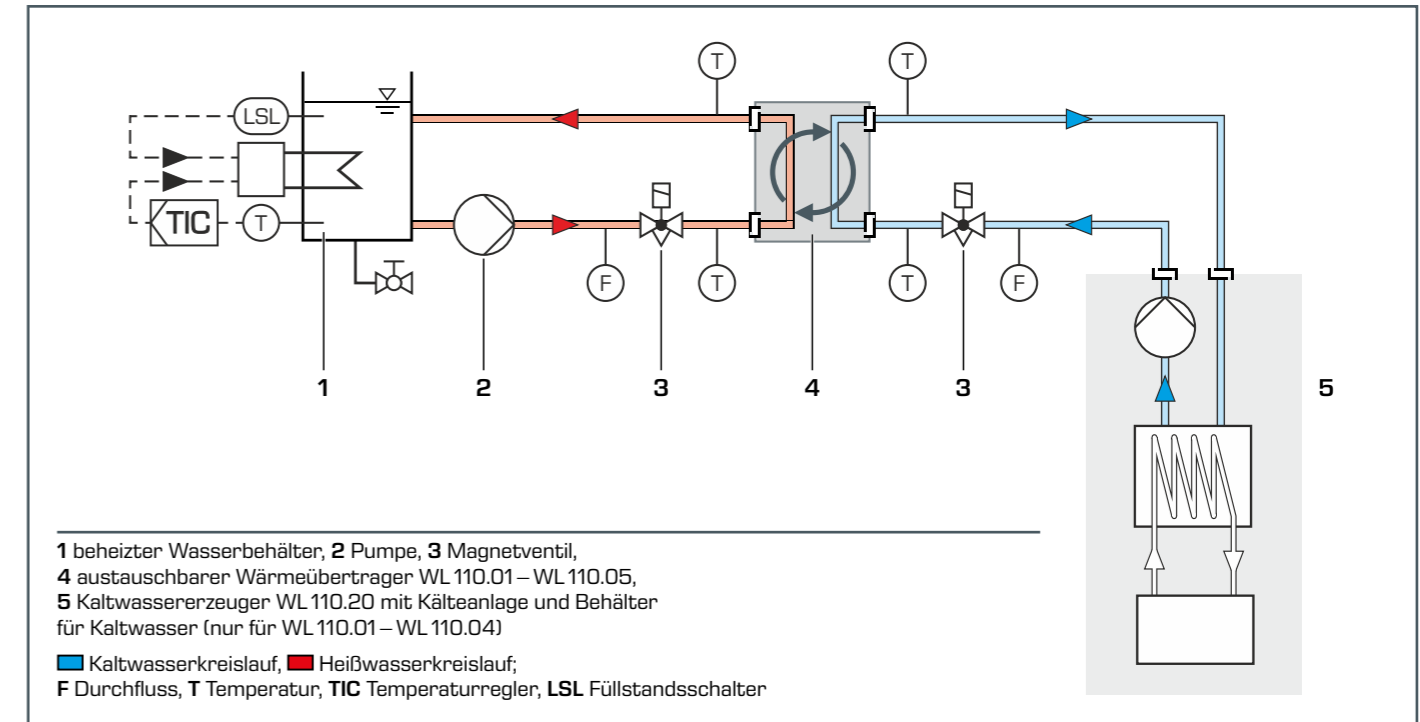 T T
LSL
TIC T
F T T F
1 2 3 4 3 5
1 beheizter Wasserbehälter, 2 Pumpe, 3 Magnetventil,
4 austauschbarer Wärmeübertrager WL 110.01 – WL 110.05,
5 Kaltwassererzeuger WL 110.20 mit Kälteanlage und Behälter
für Kaltwasser (nur für WL 110.01 – WL 110.04)
Kaltwasserkreislauf, Heißwasserkreislauf;
F Durchfluss, T Temperatur, TIC Temperaturregler, LSL Füllstandsschalter